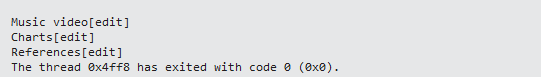 Music video[edit]
Charts[edit]
References[edit]
The thread 0x4ff8 has exited with code 0 (0x0).